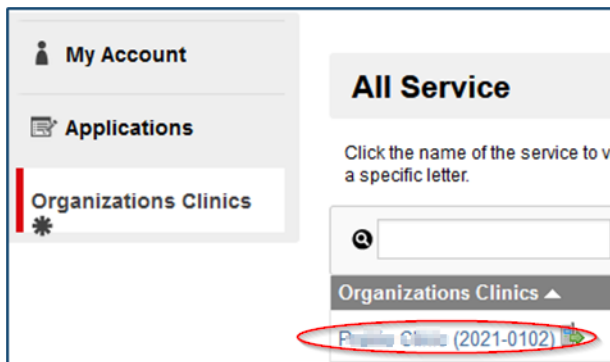 My Account
Applications
Organizations Clinics
All Service
Click the name of the service to v
a specific letter.
Organizations Clinics
(2021-0102)